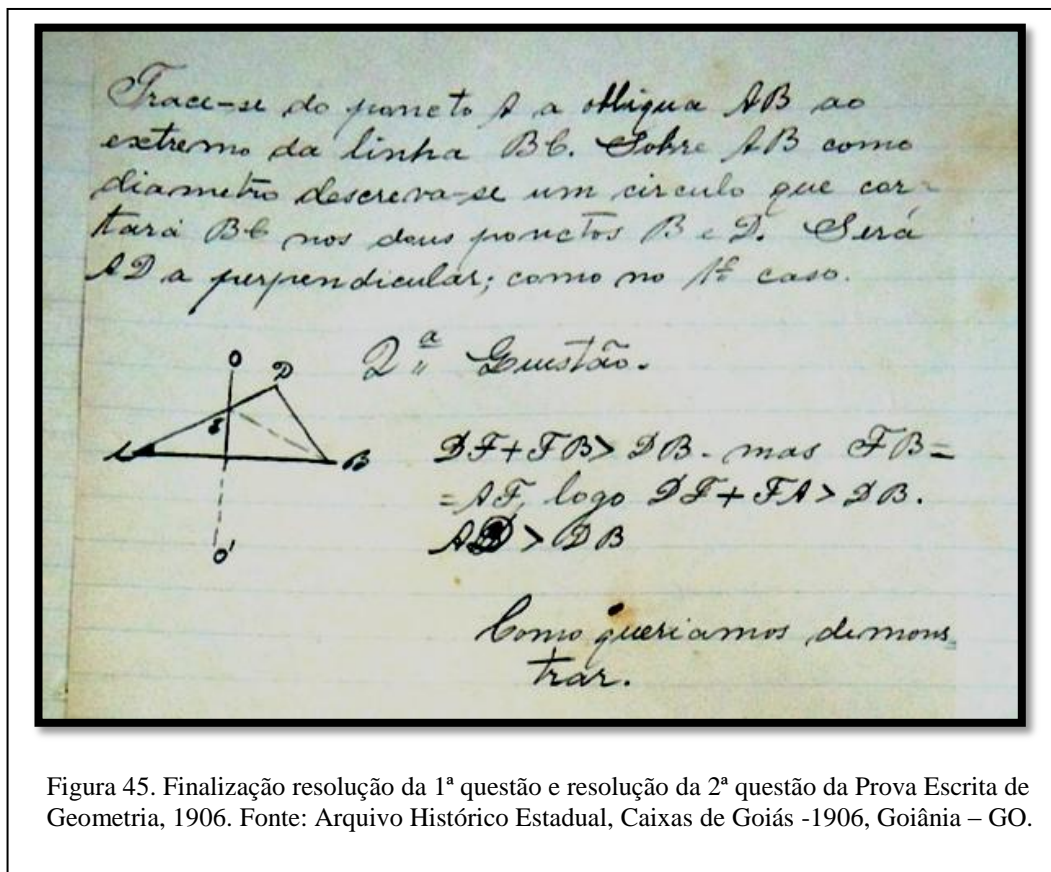 Trace-se do poncto A a obliqua AB ao
extremo da linha BC. Sobre AB como
diametro descreva-se um circulo que cor=
tará BC nos dous ponctos B e D. Será
AD a perpendicular; como no 1º caso.
2ª Questão.
O
D
A
B
O'
DF+FB> DB. mas FB=
=AF, logo DF+FA> DB.
AD > DB
Como queriamos demons
trar.
Figura 45. Finalização resolução da 1ª questão e resolução da 2ª questão da Prova Escrita de
Geometria, 1906. Fonte: Arquivo Histórico Estadual, Caixas de Goiás -1906, Goiânia – GO.